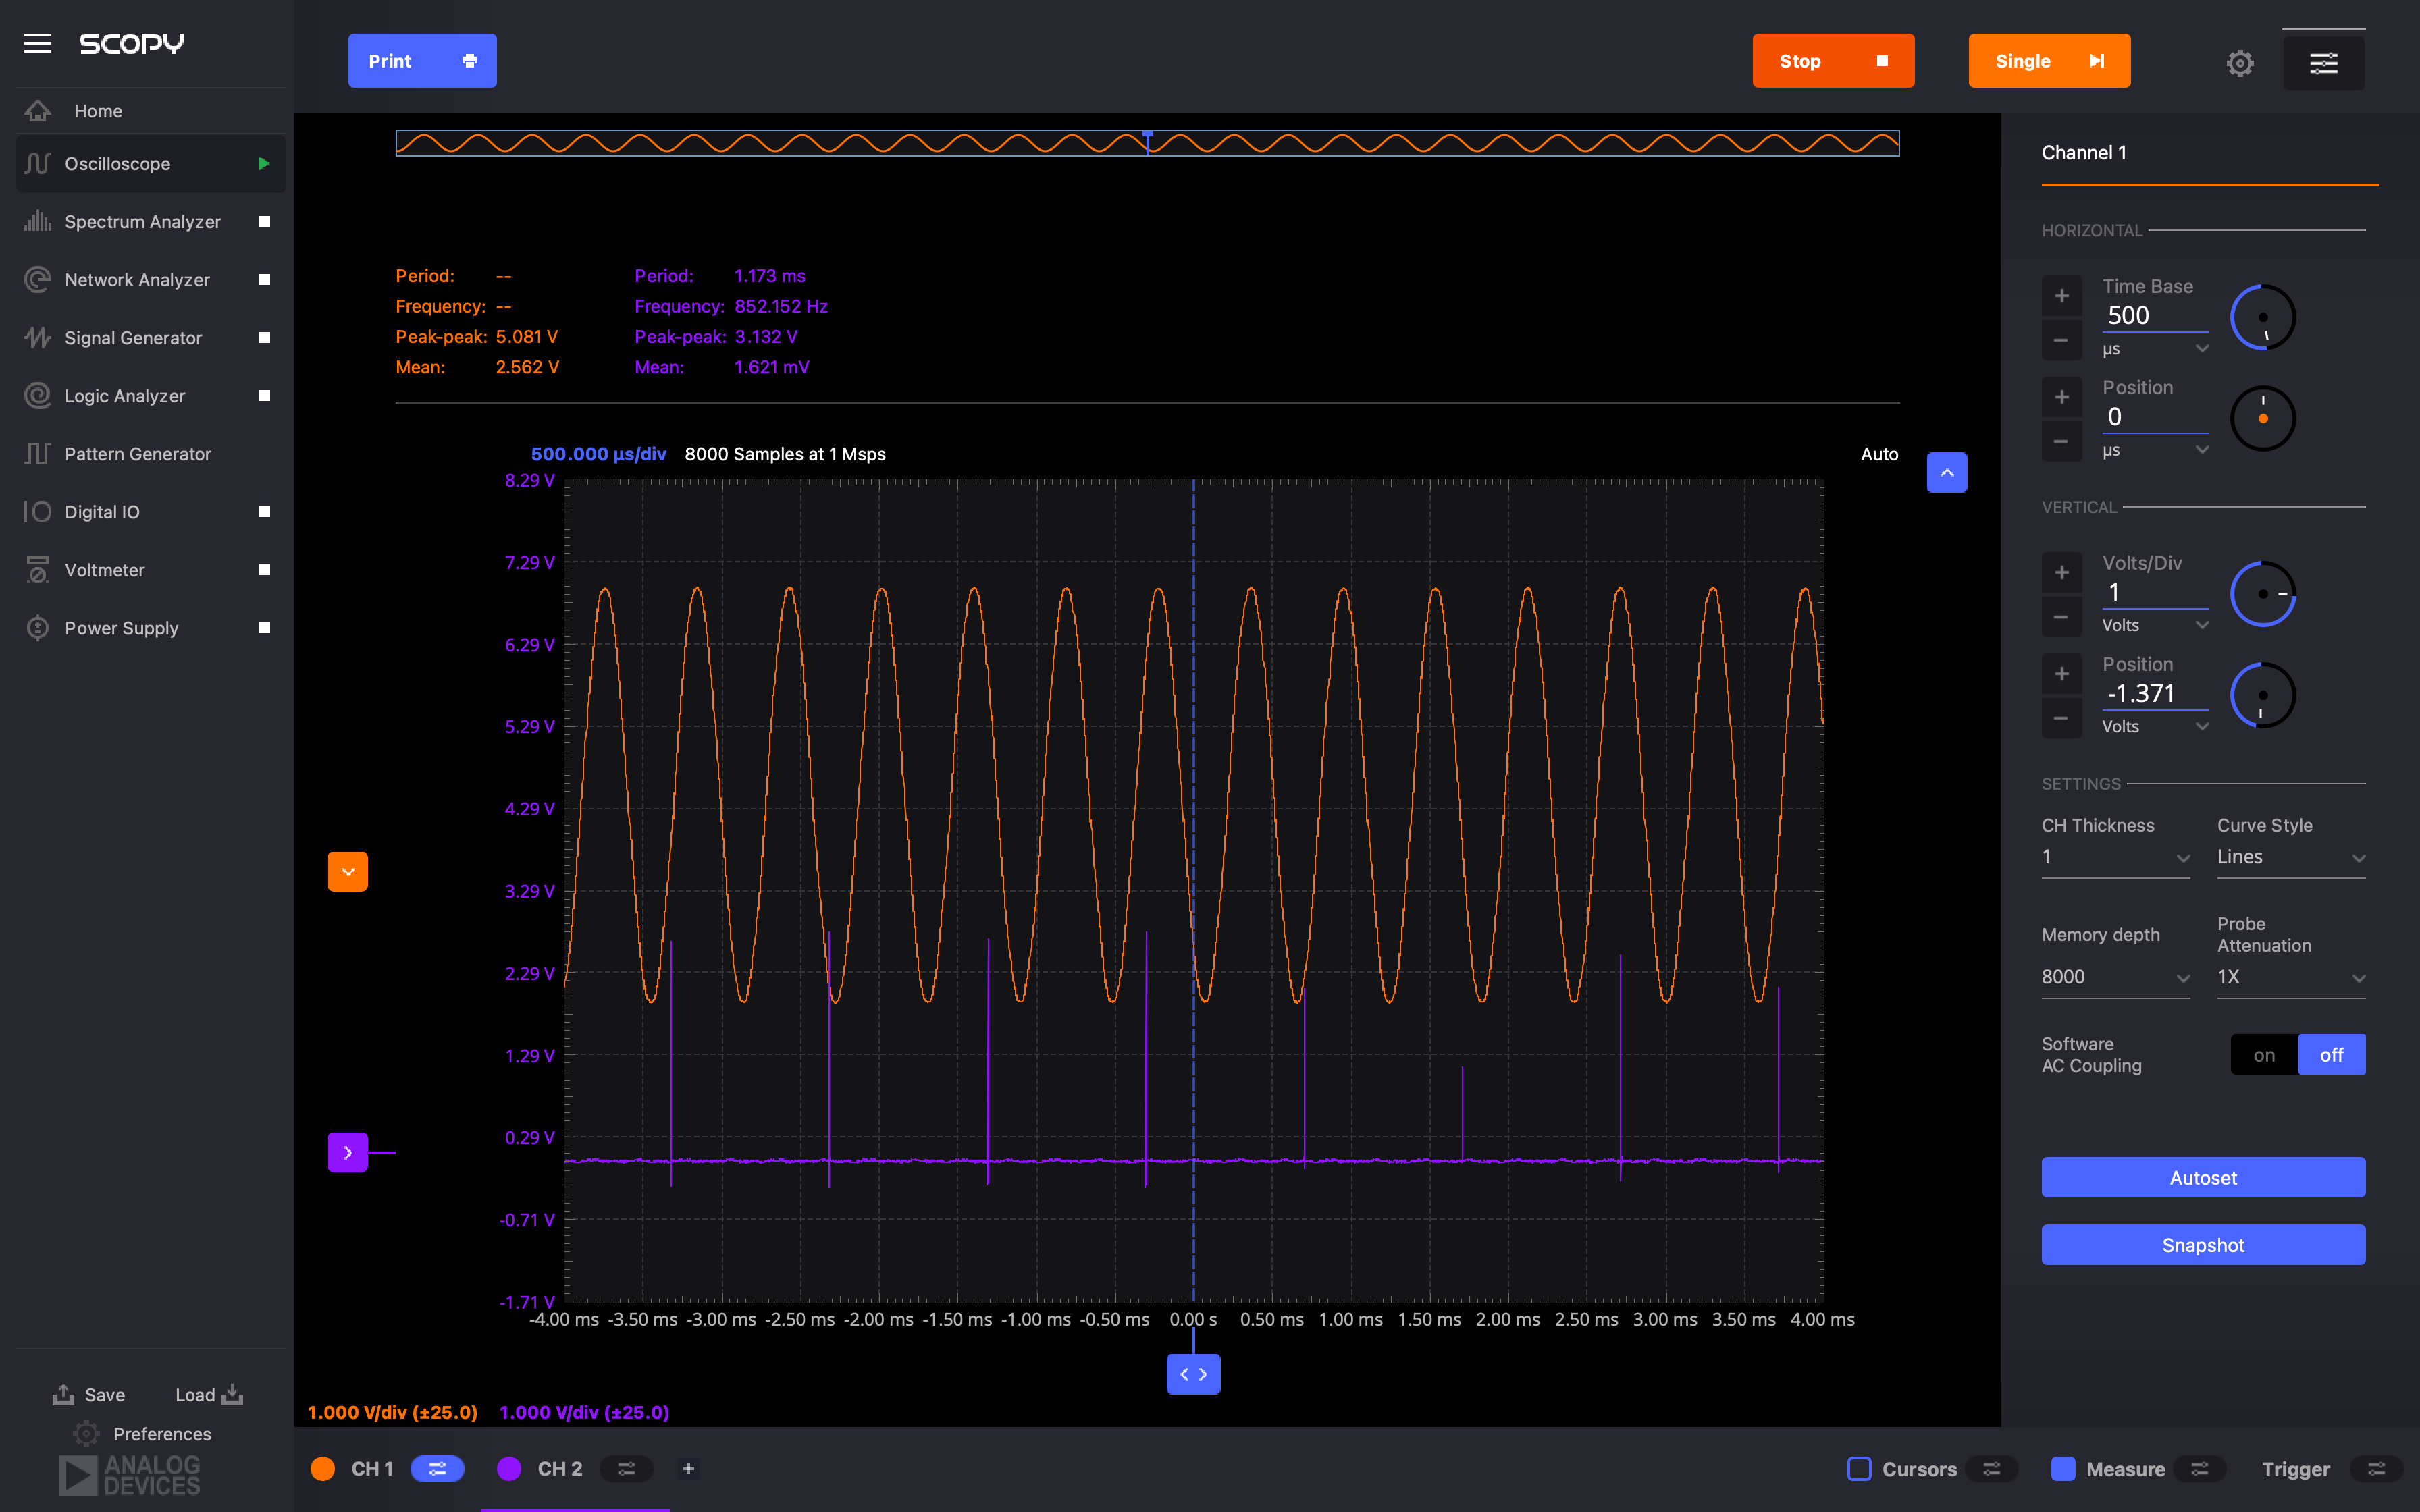 SCOPY
Print
Stop
Single
Home
Oscilloscope
Spectrum Analyzer
Network Analyzer
Signal Generator
Logic Analyzer
Pattern Generator
Digital IO
Voltmeter
Power Supply
Save
Load
Preferences
ANALOG
DEVICES
Period: --
Frequency: --
Peak-peak: 5.081 V
Mean: 2.562 V
Period: 1.173 ms
Frequency: 852.152 Hz
Peak-peak: 3.132 V
Mean: 1.621 mV
500.000 µs/div 8000 Samples at 1 Msps Auto
8.29 V
7.29 V
6.29 V
5.29 V
4.29 V
3.29 V
2.29 V
1.29 V
0.29 V
-0.71 V
-1.71 V
-4.00 ms -3.50 ms -3.00 ms -2.50 ms -2.00 ms -1.50 ms -1.00 ms -0.50 ms 0.00 s 0.50 ms 1.00 ms 1.50 ms 2.00 ms 2.50 ms 3.00 ms 3.50 ms 4.00 ms
1.000 V/div (±25.0) 1.000 V/div (±25.0)
CH 1
CH 2
+
Cursors
Measure
Trigger
Channel 1
HORIZONTAL
Time Base
500
µs
Position
0
µs
VERTICAL
Volts/Div
1
Volts
Position
-1.371
Volts
SETTINGS
CH Thickness Curve Style
1 Lines
Memory depth
Probe
Attenuation
8000 1X
Software
AC Coupling
on off
Autoset
Snapshot